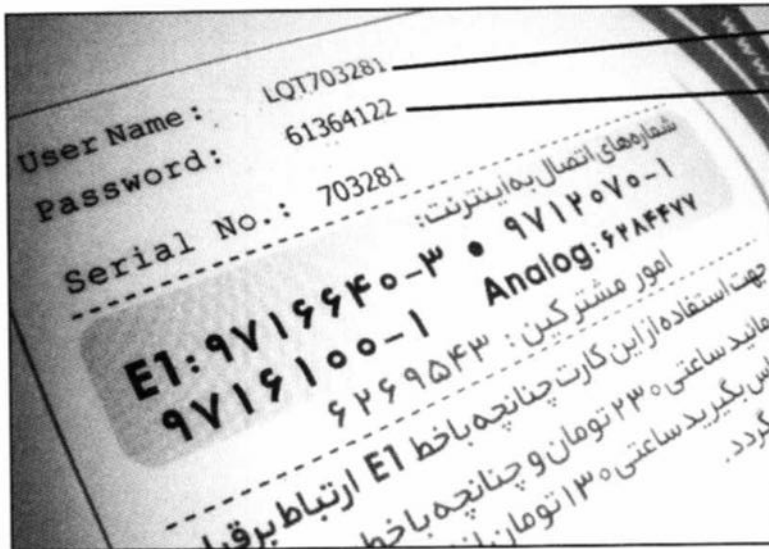 User Name: LQT703281
Password: 61364122
Serial No.: 703281
شماره‌های اتصال به اینترنت:
E1: ۹۷۱۶۶۴۰-۳ • ۹۷۱۲۰۷۰-۱
۹۷۱۶۱۰۰-۱ Analog: ۶۲۸۴۴۷۷
امور مشترکین: ۶۲۶۹۵۴۳
جهت استفاده از این کارت چنانچه با خط E1 ارتباط برقرار
مانید ساعتی ۲۳۰ تومان و چنانچه با خط
بگیرید ساعتی ۱۳۰ تومان
گردد.
www